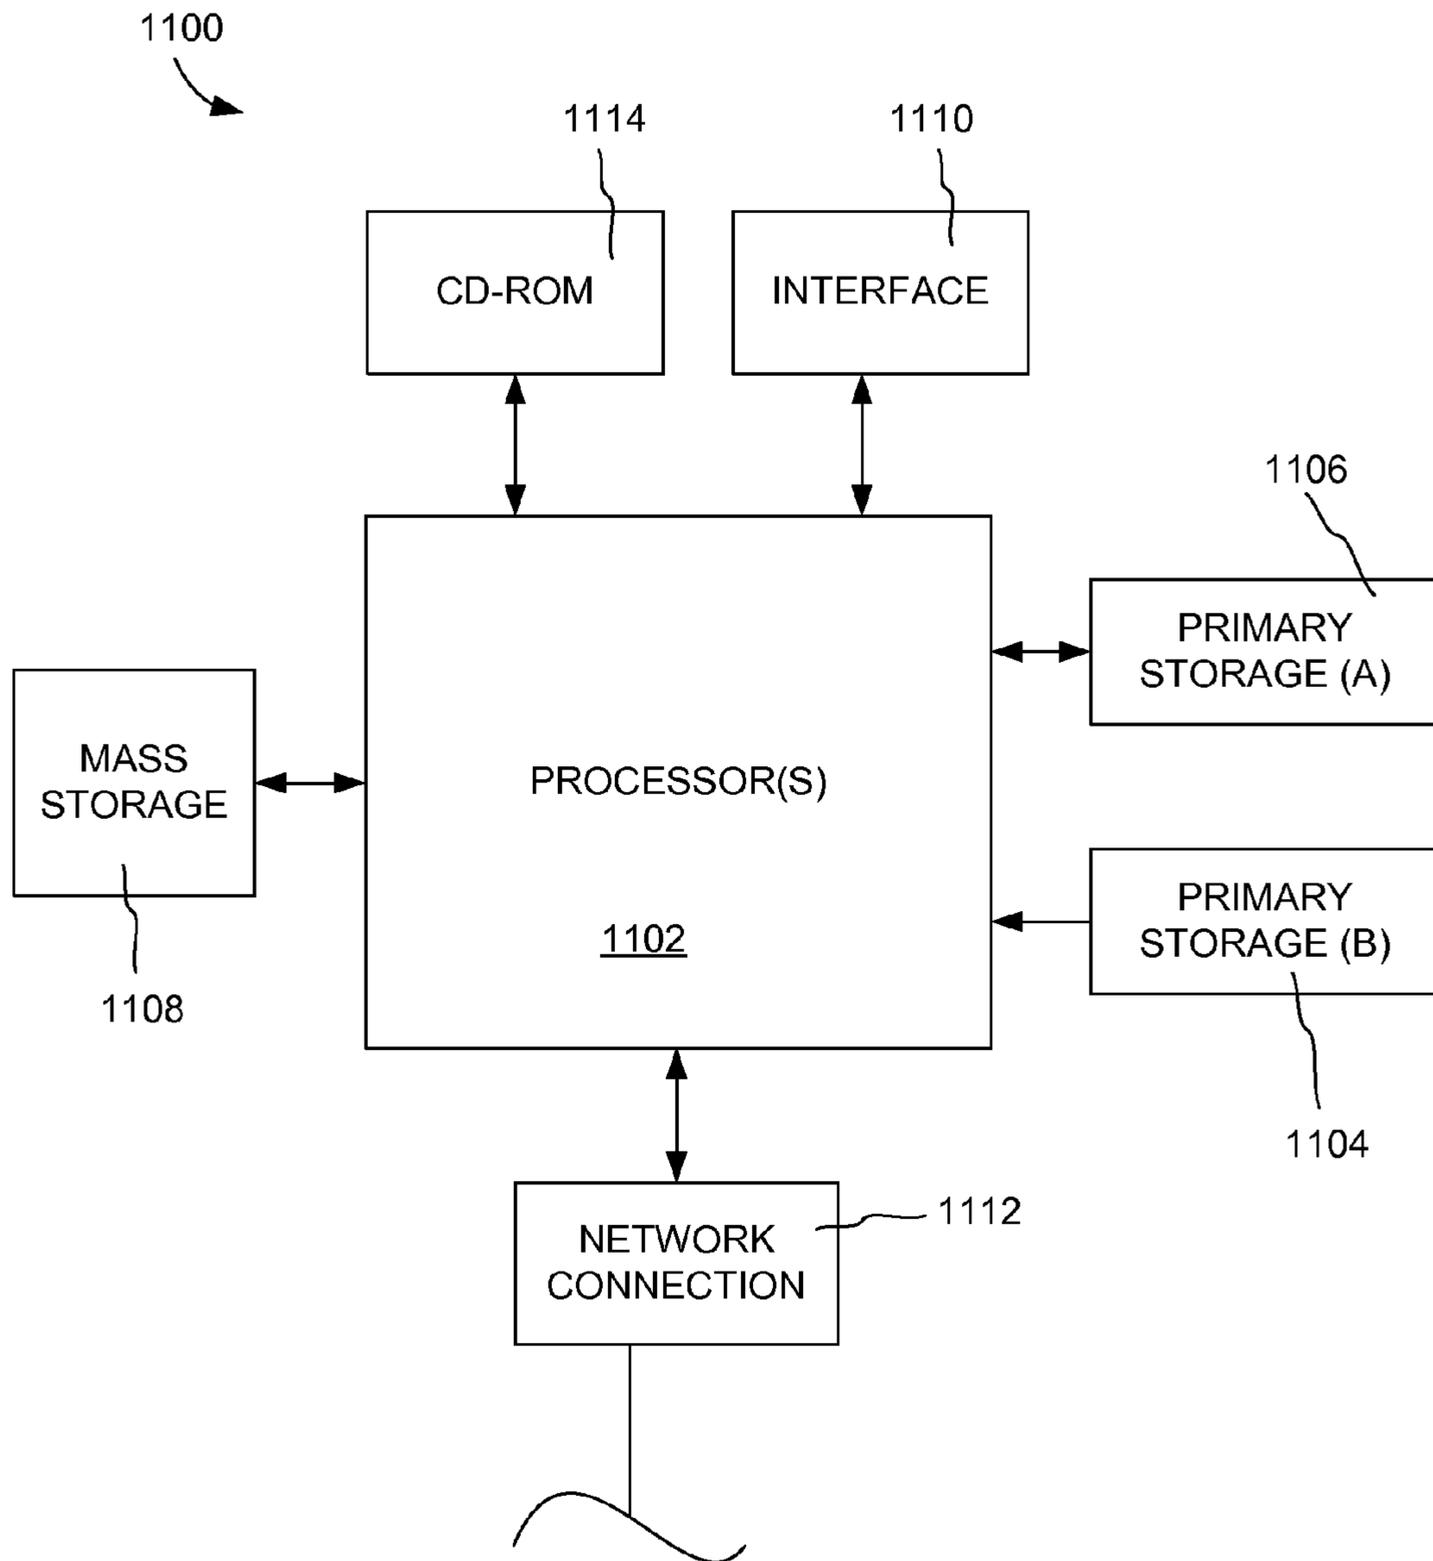 1100
1114
1110
CD-ROM
INTERFACE
1106
PRIMARY
STORAGE (A)
MASS
STORAGE
PROCESSOR(S)
1102
PRIMARY
STORAGE (B)
1108
1104
1112
NETWORK
CONNECTION